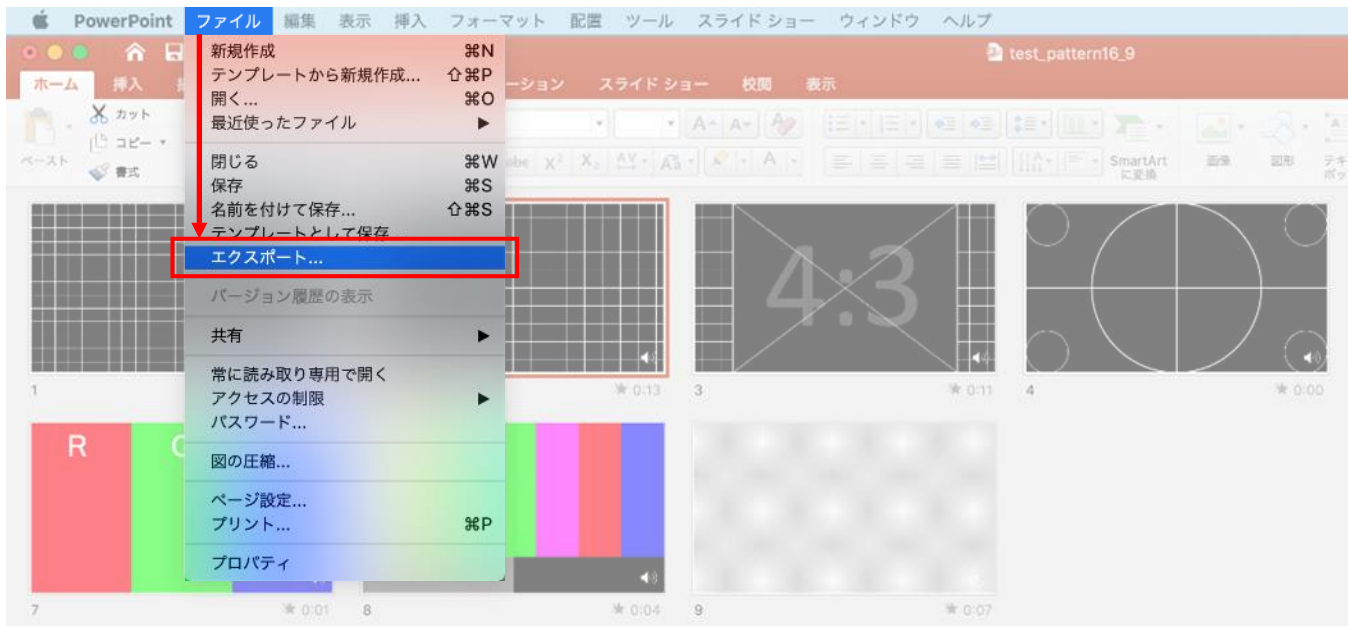 PowerPoint ファイル 編集 表示 挿入 フォーマット 配置 ツール スライド ショー ウィンドウ ヘルプ
test_pattern16_9
ホーム 挿入 ーション スライド ショー 校閲 表示
新規作成 ⌘N
テンプレートから新規作成... ⇧⌘P
開く... ⌘O
最近使ったファイル ▶
閉じる ⌘W
保存 ⌘S
名前を付けて保存... ⇧⌘S
テンプレートとして保存
エクスポート...
バージョン履歴の表示
共有 ▶
常に読み取り専用で開く
アクセスの制限 ▶
パスワード...
図の圧縮...
ページ設定...
プリント... ⌘P
プロパティ
ペースト
カット
コピー
書式
abc X² X₂ AV A
A A
SmartArt
に変換
画像
図形
4:3
1
0:13
3
0:11
4
0:00
R
7
0:01
8
0:04
9
0:07